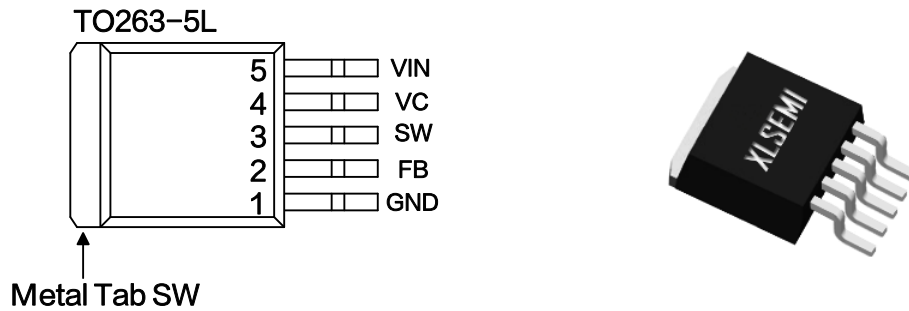 TO263-5L
5 VIN
4 VC
3 SW
2 FB
1 GND
Metal Tab SW
XLSEMI